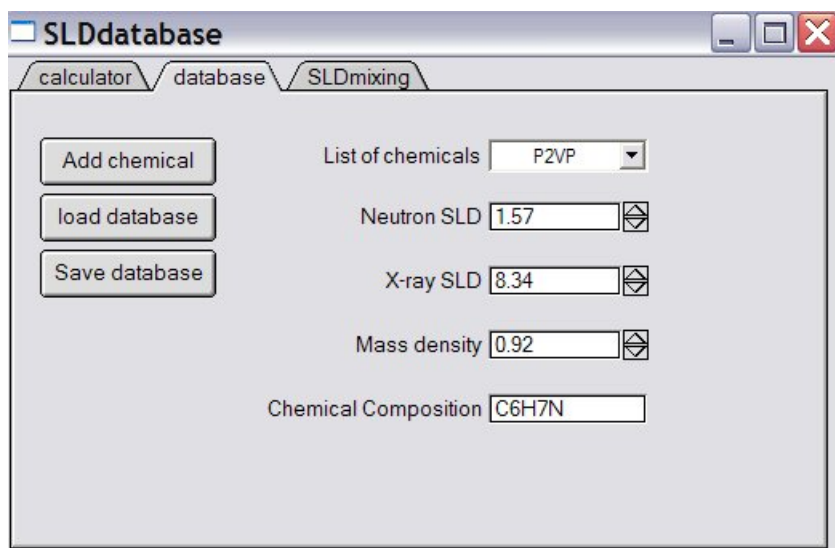 SLDdatabase
calculator database SLDmixing
Add chemical
load database
Save database
List of chemicals P2VP
Neutron SLD 1.57
X-ray SLD 8.34
Mass density 0.92
Chemical Composition C6H7N